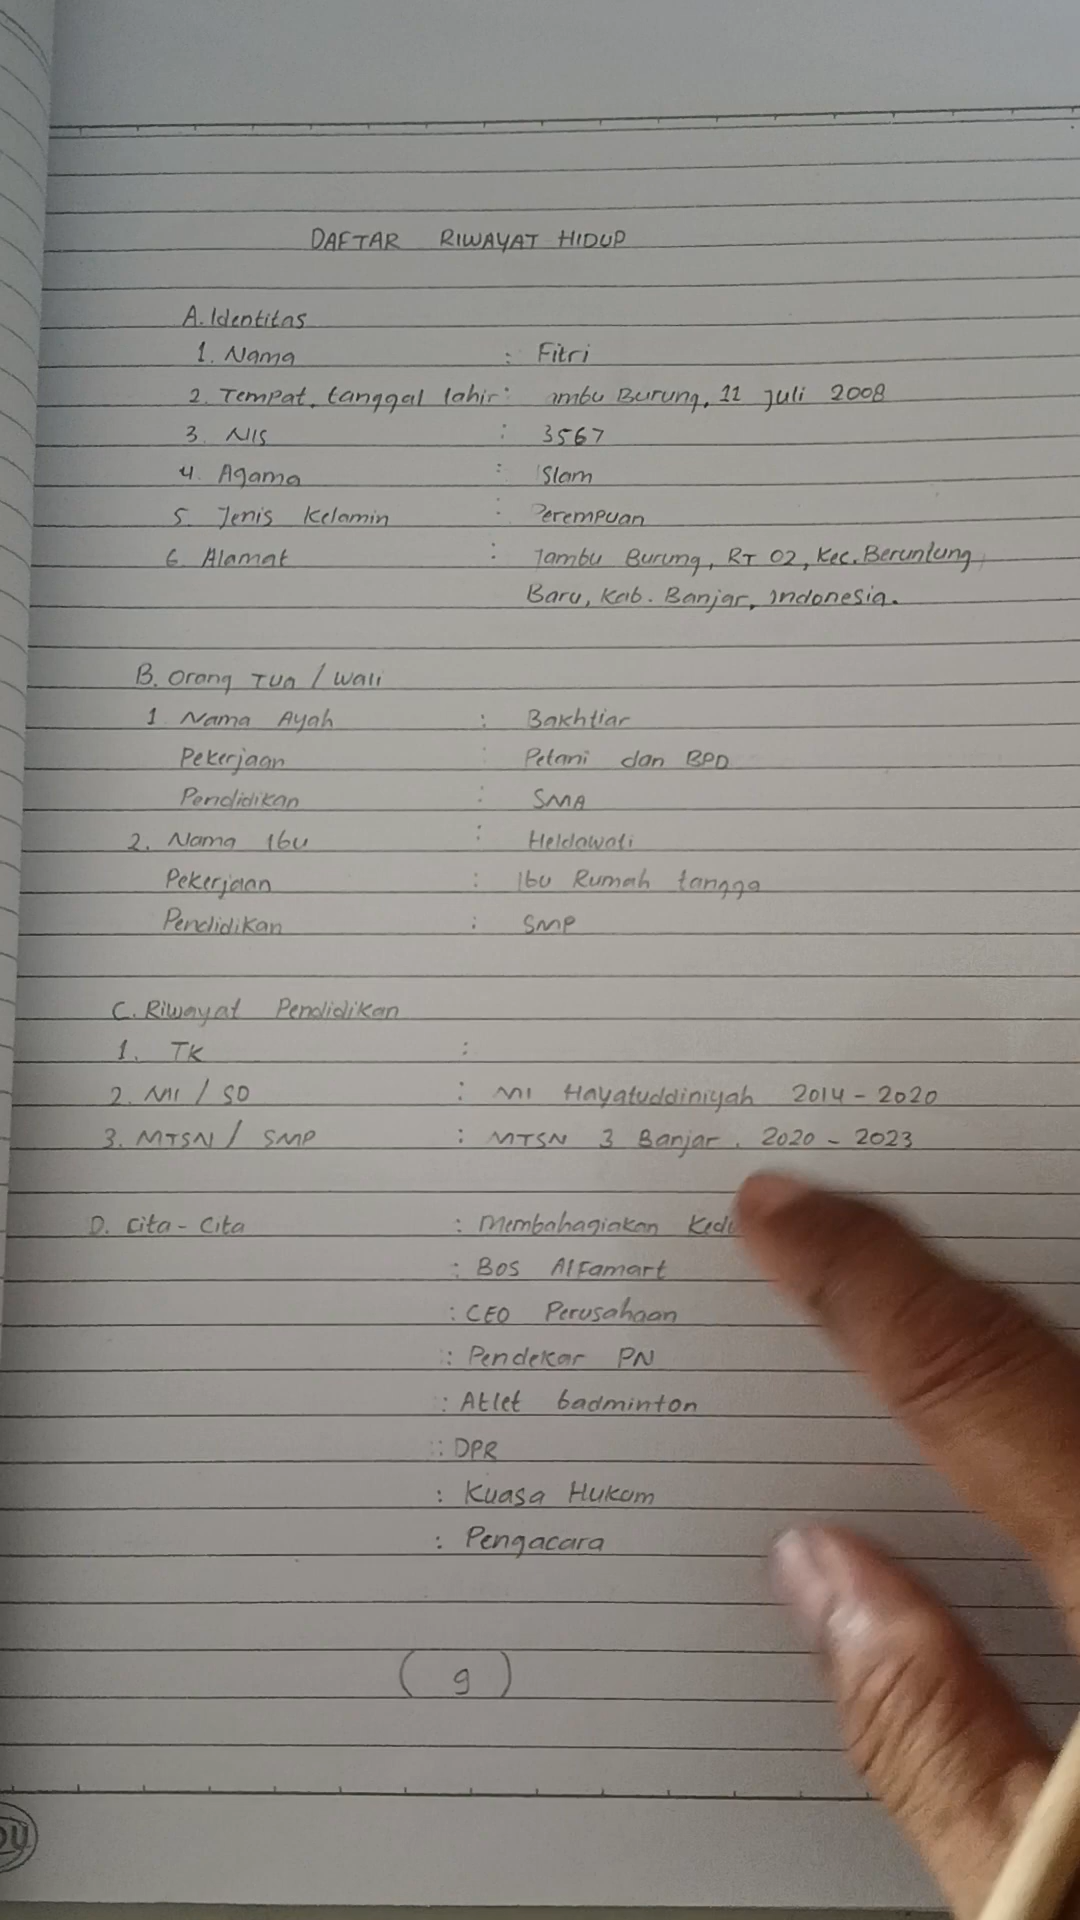 DAFTAR RIWAYAT HIDUP
A. Identitas
1. Nama : Fitri
2. Tempat, tanggal lahir : ambu Burung, 11 Juli 2008
3. NIS : 3567
4. Agama : Islam
5. Jenis Kelamin : Perempuan
6. Alamat : Tambu Burung, RT 02, Kec. Beruntung
Baru, Kab. Banjar, Indonesia.
B. Orang Tua / Wali
1 Nama Ayah : Bakhtiar
Pekerjaan : Petani dan BPD
Pendidikan : SMA
2. Nama Ibu : Heldawati
Pekerjaan : Ibu Rumah tangga
Pendidikan : SMP
C. Riwayat Pendidikan
1. TK :
2. MI / SD : MI Hayatuddiniyah 2014 - 2020
3. MTSN / SMP : MTSN 3 Banjar. 2020 - 2023
D. Cita - Cita : Membahagiakan
: Bos Alfamart
: CEO Perusahaan
: Pendekar PN
: Atlet badminton
: DPR
: Kuasa Hukum
: Pengacara
( 9 )